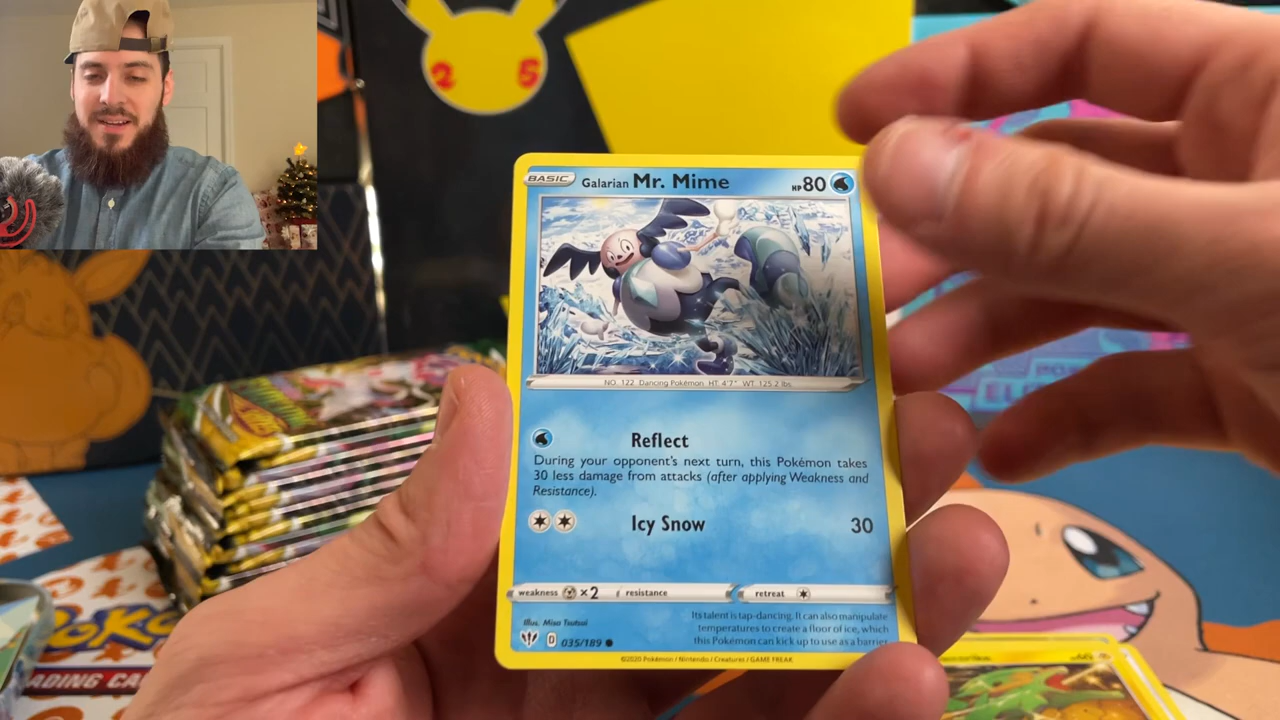 2 5
BASIC Galarian Mr. Mime HP 80
NO. 122 Dancing Pokémon HT: 4'7" WT: 125.2 lbs.
Reflect
During your opponent's next turn, this Pokémon takes
30 less damage from attacks (after applying Weakness and
Resistance).
Icy Snow 30
weakness ×2 resistance retreat
Illus. Misa Tsutsui
Its talent is tap-dancing. It can also manipulate
temperatures to create a floor of ice, which
this Pokémon can kick up to use as a barrier
D 035/189
©2020 Pokémon / Nintendo / Creatures / GAME FREAK